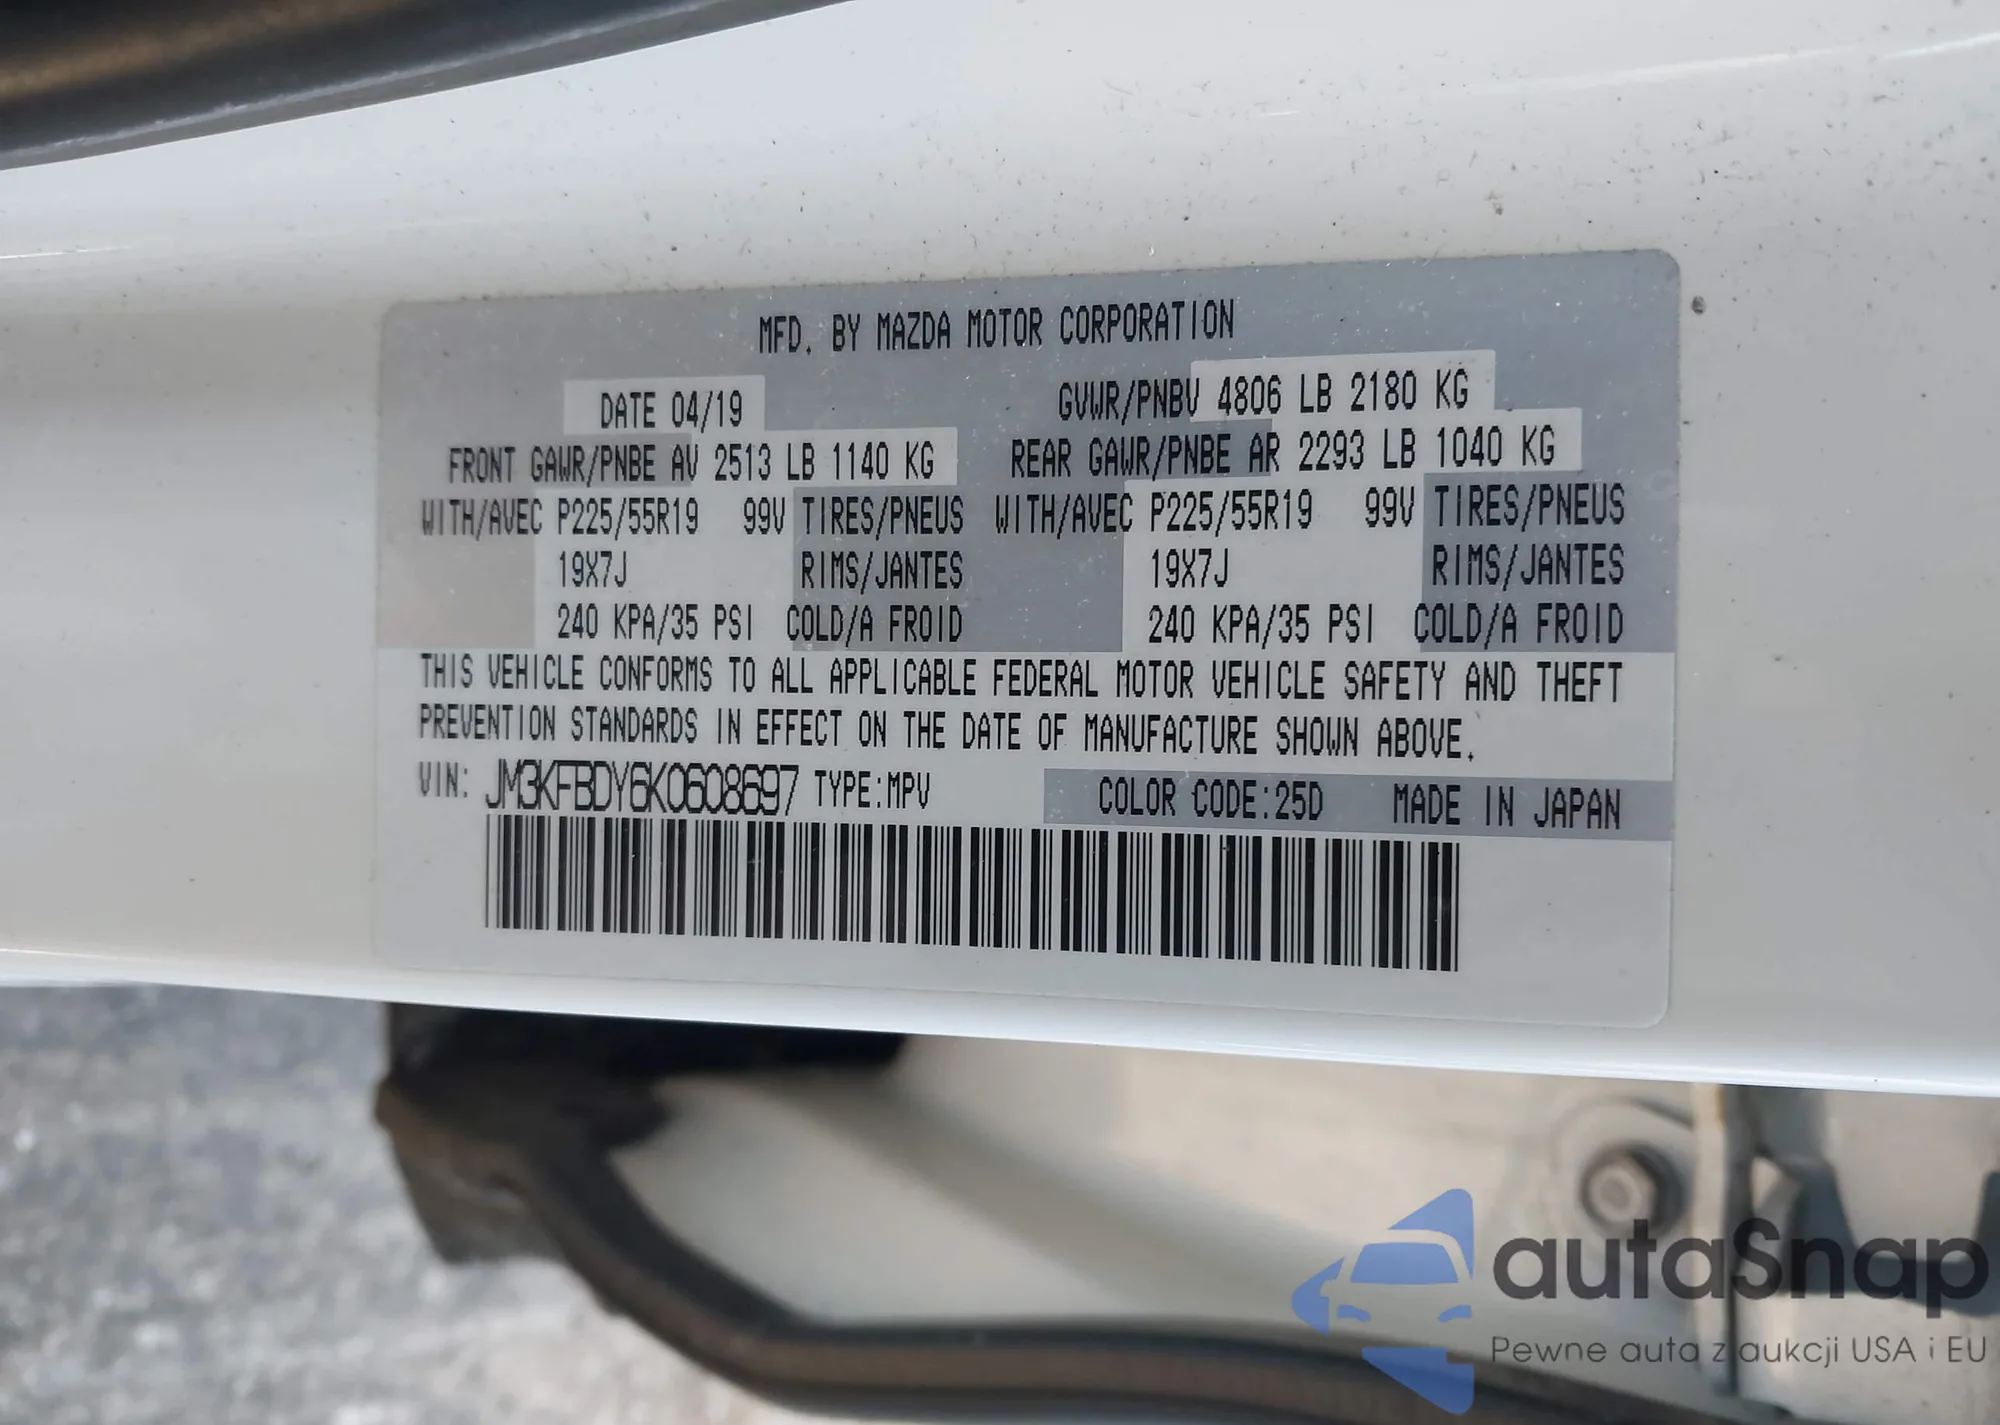 MFD. BY MAZDA MOTOR CORPORATION
DATE 04/19 GVWR/PNBV 4806 LB 2180 KG
FRONT GAWR/PNBE AV 2513 LB 1140 KG REAR GAWR/PNBE AR 2293 LB 1040 KG
WITH/AVEC P225/55R19 99V TIRES/PNEUS WITH/AVEC P225/55R19 99V TIRES/PNEUS
19X7J RIMS/JANTES 19X7J RIMS/JANTES
240 KPA/35 PSI COLD/A FROID 240 KPA/35 PSI COLD/A FROID
THIS VEHICLE CONFORMS TO ALL APPLICABLE FEDERAL MOTOR VEHICLE SAFETY AND THEFT
PREVENTION STANDARDS IN EFFECT ON THE DATE OF MANUFACTURE SHOWN ABOVE.
VIN: JM3KFBDY6K0608697 TYPE:MPV COLOR CODE:25D MADE IN JAPAN
autaSnap
Pewne auta z aukcji USA i EU